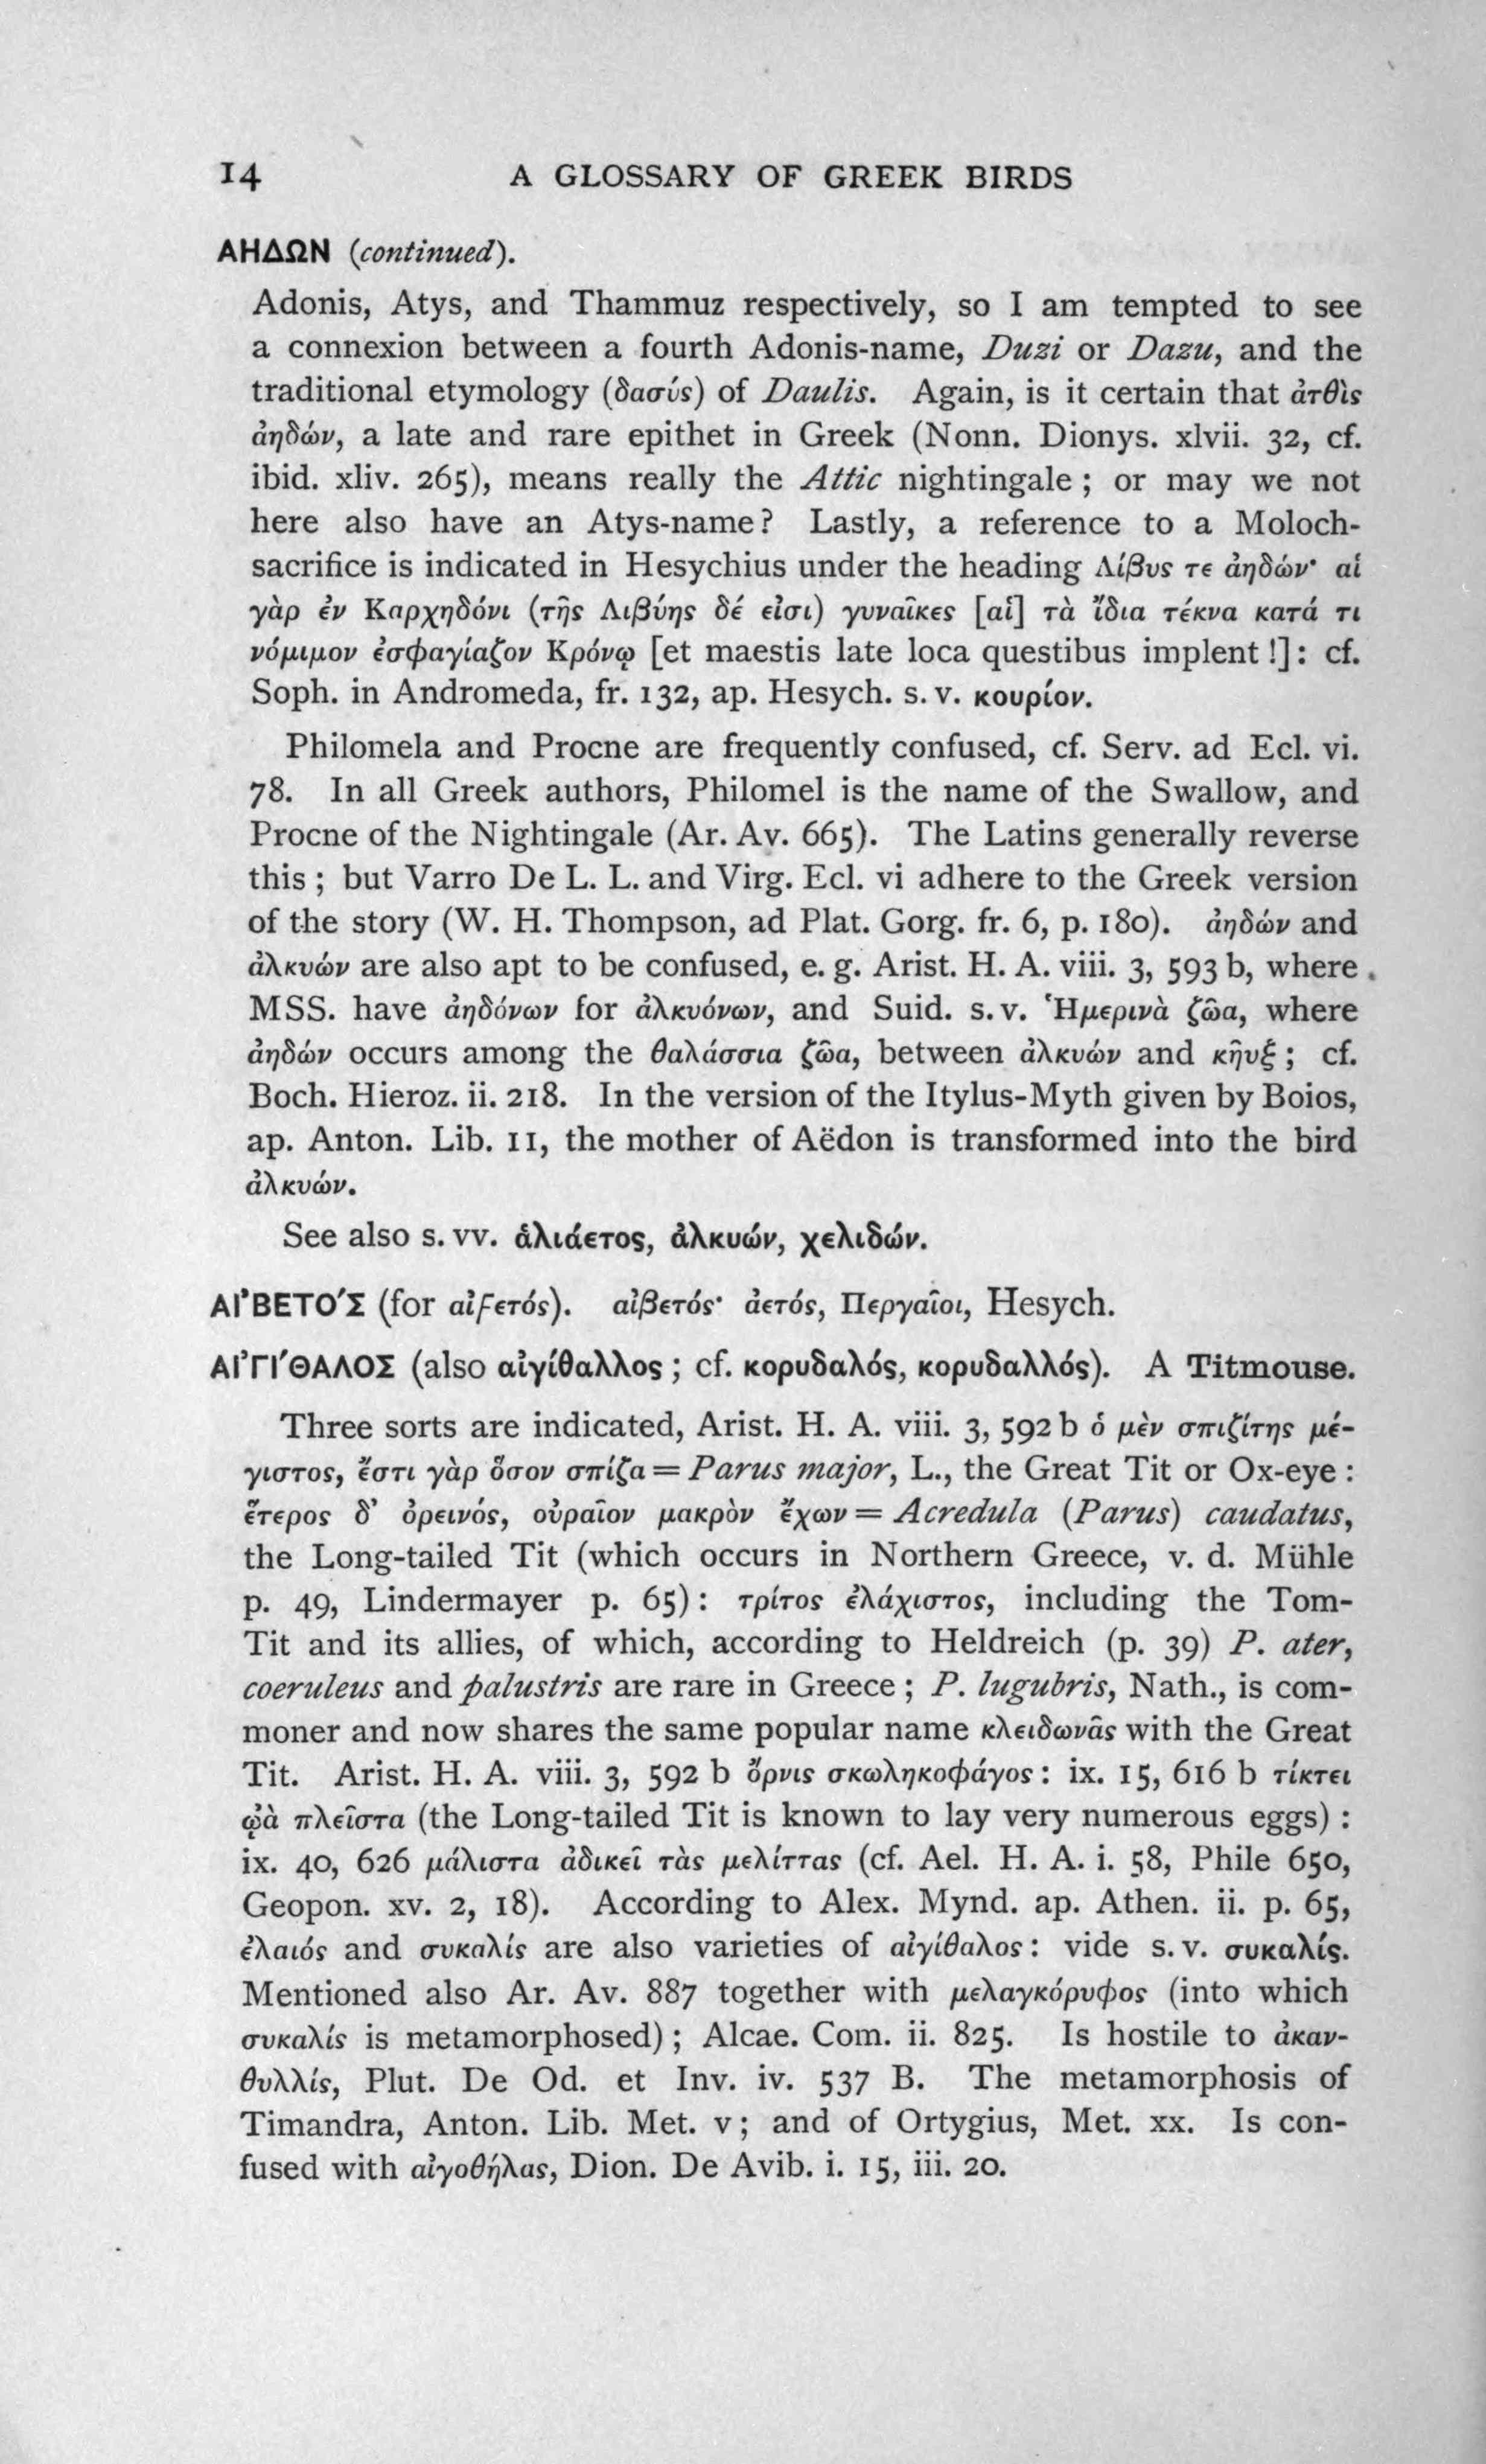 14 A GLOSSARY OF GREEK BIRDS
ΑΗΔΩΝ (continued).
Adonis, Atys, and Thammuz respectively, so I am tempted to see
a connexion between a fourth Adonis-name, Duzi or Dazu, and the
traditional etymology (δασύς) of Daulis. Again, is it certain that ἀτθὶς
ἀηδών, a late and rare epithet in Greek (Nonn. Dionys. xlvii. 32, cf.
ibid. xliv. 265), means really the Attic nightingale ; or may we not
here also have an Atys-name? Lastly, a reference to a Moloch-
sacrifice is indicated in Hesychius under the heading Λίβυς τε ἀηδών· αἱ
γὰρ ἐν Καρχηδόνι (τῆς Λιβύης δέ εἰσι) γυναῖκες [αἱ] τὰ ἴδια τέκνα κατά τι
νόμιμον ἐσφαγίαζον Κρόνῳ [et maestis late loca questibus implent !]: cf.
Soph. in Andromeda, fr. 132, ap. Hesych. s. v. κουρίον.
Philomela and Procne are frequently confused, cf. Serv. ad Ecl. vi.
78. In all Greek authors, Philomel is the name of the Swallow, and
Procne of the Nightingale (Ar. Av. 665). The Latins generally reverse
this ; but Varro De L. L. and Virg. Ecl. vi adhere to the Greek version
of the story (W. H. Thompson, ad Plat. Gorg. fr. 6, p. 180). ἀηδών and
ἀλκυών are also apt to be confused, e. g. Arist. H. A. viii. 3, 593 b, where
MSS. have ἀηδόνων for ἀλκυόνων, and Suid. s. v. Ἡμερινὰ ζῶα, where
ἀηδών occurs among the θαλάσσια ζῶα, between ἀλκυών and κῆυξ ; cf.
Boch. Hieroz. ii. 218. In the version of the Itylus-Myth given by Boios,
ap. Anton. Lib. 11, the mother of Aëdon is transformed into the bird
ἀλκυών.
See also s. vv. ἁλιάετος, ἀλκυών, χελιδών.
ΑἰΒΕΤΌΣ (for αἰϝετός). αἰβετός· ἀετός, Περγαῖοι, Hesych.
ΑἰΓΊΘΑΛΟΣ (also αἰγίθαλλος ; cf. κορυδαλός, κορυδαλλός). A Titmouse.
Three sorts are indicated, Arist. H. A. viii. 3, 592 b ὁ μὲν σπιζίτης μέ-
γιστος, ἔστι γὰρ ὅσον σπίζα = Parus major, L., the Great Tit or Ox-eye :
ἕτερος δ’ ὀρεινός, οὐραῖον μακρὸν ἔχων = Acredula (Parus) caudatus,
the Long-tailed Tit (which occurs in Northern Greece, v. d. Mühle
p. 49, Lindermayer p. 65) : τρίτος ἐλάχιστος, including the Tom-
Tit and its allies, of which, according to Heldreich (p. 39) P. ater,
coeruleus and palustris are rare in Greece ; P. lugubris, Nath., is com-
moner and now shares the same popular name κλειδωνᾶς with the Great
Tit. Arist. H. A. viii. 3, 592 b ὄρνις σκωληκοφάγος : ix. 15, 616 b τίκτει
ᾠὰ πλεῖστα (the Long-tailed Tit is known to lay very numerous eggs) :
ix. 40, 626 μάλιστα ἀδικεῖ τὰς μελίττας (cf. Ael. H. A. i. 58, Phile 650,
Geopon. xv. 2, 18). According to Alex. Mynd. ap. Athen. ii. p. 65,
ἐλαιός and συκαλίς are also varieties of αἰγίθαλος : vide s. v. συκαλίς.
Mentioned also Ar. Av. 887 together with μελαγκόρυφος (into which
συκαλίς is metamorphosed) ; Alcae. Com. ii. 825. Is hostile to ἀκαν-
θυλλίς, Plut. De Od. et Inv. iv. 537 B. The metamorphosis of
Timandra, Anton. Lib. Met. v ; and of Ortygius, Met. xx. Is con-
fused with αἰγοθήλας, Dion. De Avib. i. 15, iii. 20.